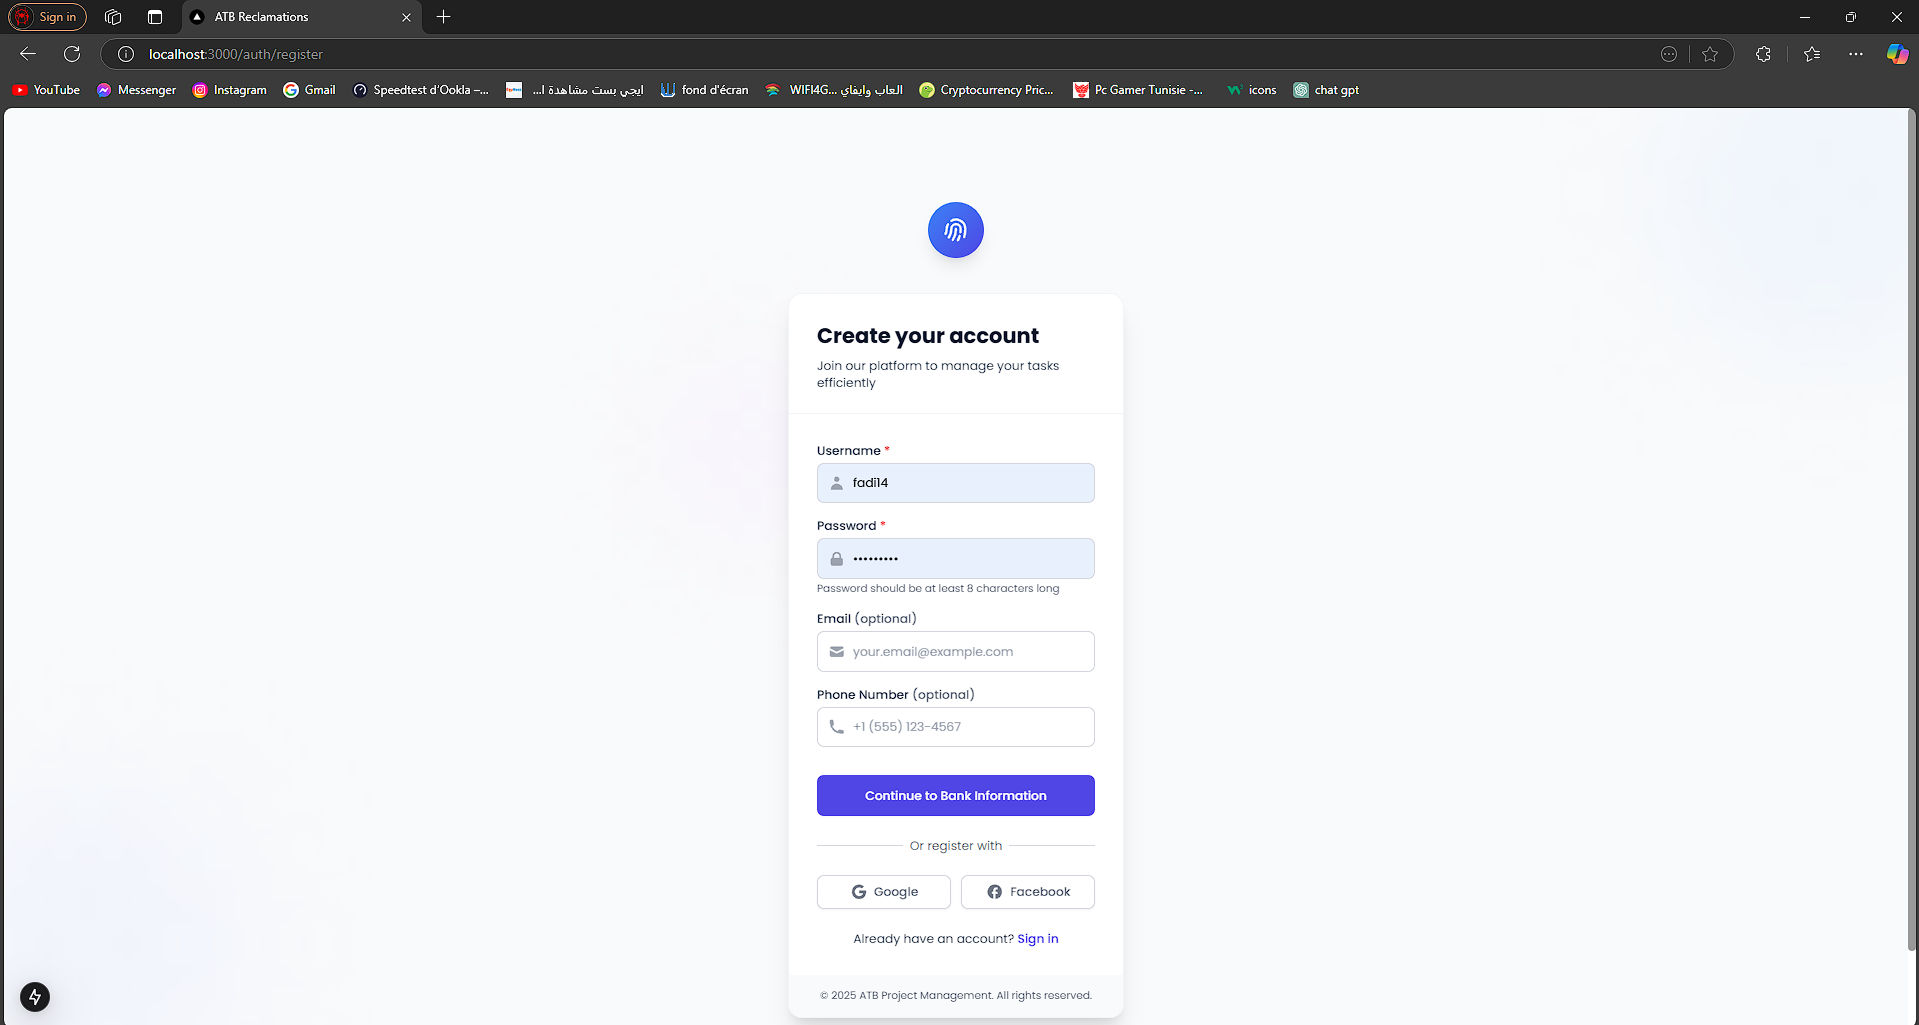 Sign in
ATB Reclamations
localhost:3000/auth/register
YouTube
Messenger
Instagram
Gmail
Speedtest d'Ookla –...
ايجي بست مشاهدة ا...
fond d'écran
WIFI4G... العاب وايفاي
Cryptocurrency Pric...
Pc Gamer Tunisie -...
icons
chat gpt
Create your account
Join our platform to manage your tasks
efficiently
Username *
fadi14
Password *
•••••••••
Password should be at least 8 characters long
Email (optional)
your.email@example.com
Phone Number (optional)
+1 (555) 123-4567
Continue to Bank Information
Or register with
Google
Facebook
Already have an account? Sign in
© 2025 ATB Project Management. All rights reserved.